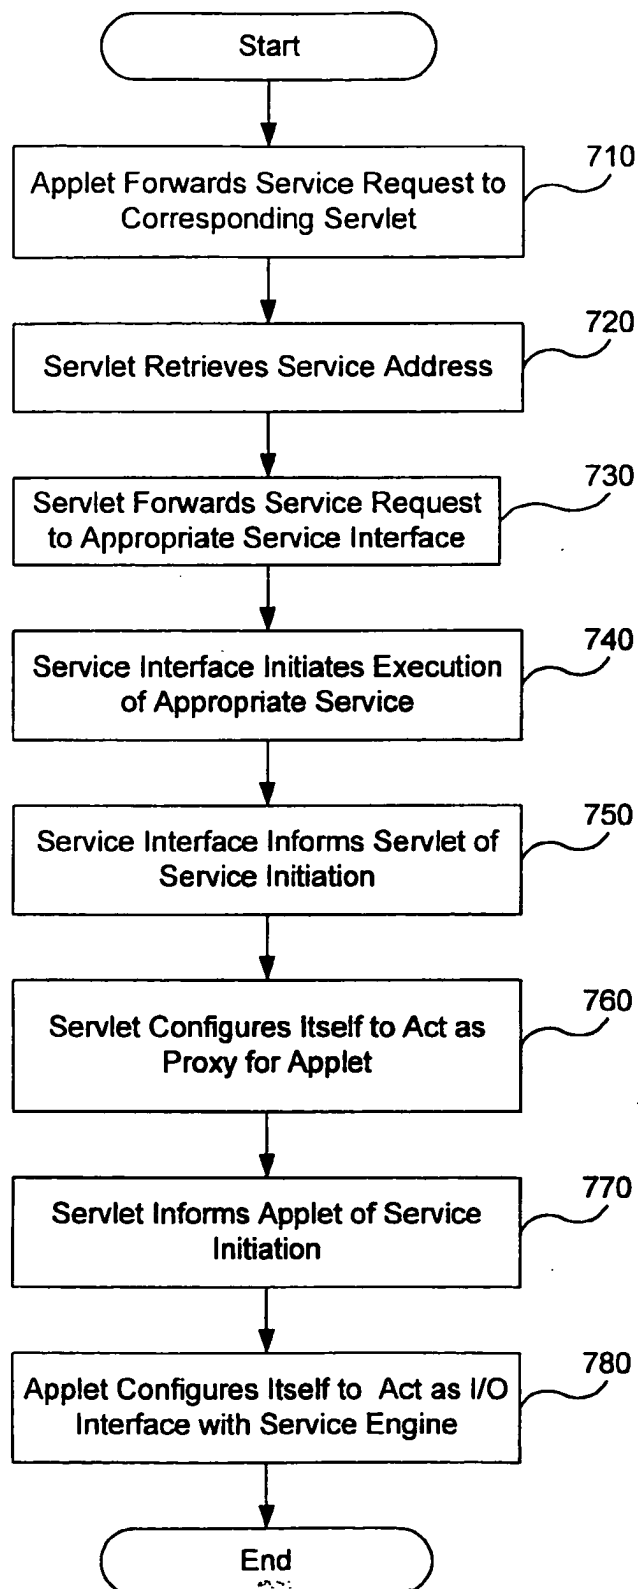 Start
710
Applet Forwards Service Request to
Corresponding Servlet
720
Servlet Retrieves Service Address
730
Servlet Forwards Service Request
to Appropriate Service Interface
740
Service Interface Initiates Execution
of Appropriate Service
750
Service Interface Informs Servlet of
Service Initiation
760
Servlet Configures Itself to Act as
Proxy for Applet
770
Servlet Informs Applet of Service
Initiation
780
Applet Configures Itself to Act as I/O
Interface with Service Engine
End